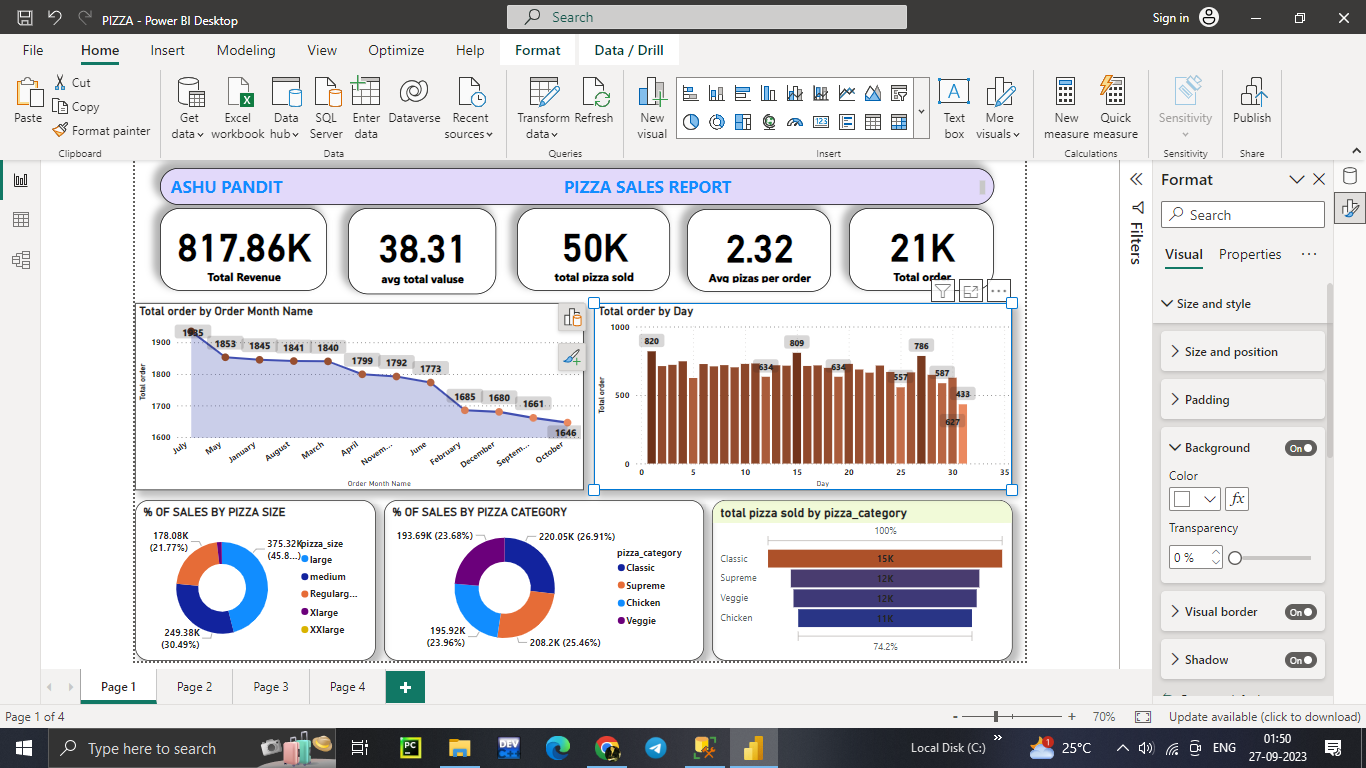 PIZZA - Power BI Desktop
Search
Sign in
File Home Insert Modeling View Optimize Help Format Data / Drill
Paste
Cut
Copy
Format painter
Clipboard
Get data
Excel workbook
Data hub
SQL Server
Enter data
Dataverse
Recent sources
Data
Transform data
Refresh
Queries
New visual
123
A
Text box
More visuals
Insert
New measure
Quick measure
Calculations
Sensitivity
Sensitivity
Publish
Share
ASHU PANDIT PIZZA SALES REPORT
817.86K
Total Revenue
38.31
avg total valuse
50K
total pizza sold
2.32
Avg pizas per order
21K
Total order
Total order by Order Month Name
Total order
1900
1800
1700
1600
1935 1853 1845 1841 1840 1799 1792 1773 1685 1680 1661 1646
July May January August March April Novem... June February December Septem... October
Order Month Name
Total order by Day
Total order
1000
500
0
820 634 809 634 557 786 587 627 433
0 5 10 15 20 25 30 35
Day
% OF SALES BY PIZZA SIZE
178.08K
(21.77%)
375.32K
(45.8...)
249.38K
(30.49%)
pizza_size
large
medium
Regularg...
Xlarge
XXlarge
% OF SALES BY PIZZA CATEGORY
193.69K (23.68%)
220.05K (26.91%)
195.92K
(23.96%)
208.2K (25.46%)
pizza_category
Classic
Supreme
Chicken
Veggie
total pizza sold by pizza_category
100%
Classic 15K
Supreme 12K
Veggie 12K
Chicken 11K
74.2%
Filters
Format
Search
Visual Properties
Size and style
Size and position
Padding
Background On
Color
fx
Transparency
0 %
Visual border On
Shadow On
Page 1 Page 2 Page 3 Page 4
Page 1 of 4
- + 70%
Update available (click to download)
Type here to search
PC
DEV
Local Disk (C:)
1
25°C
ENG
01:50
27-09-2023